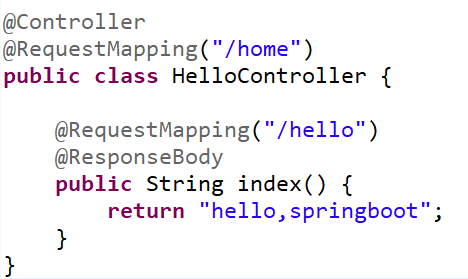 @Controller
@RequestMapping("/home")
public class HelloController {
@RequestMapping("/hello")
@ResponseBody
public String index() {
return "hello,springboot";
}
}